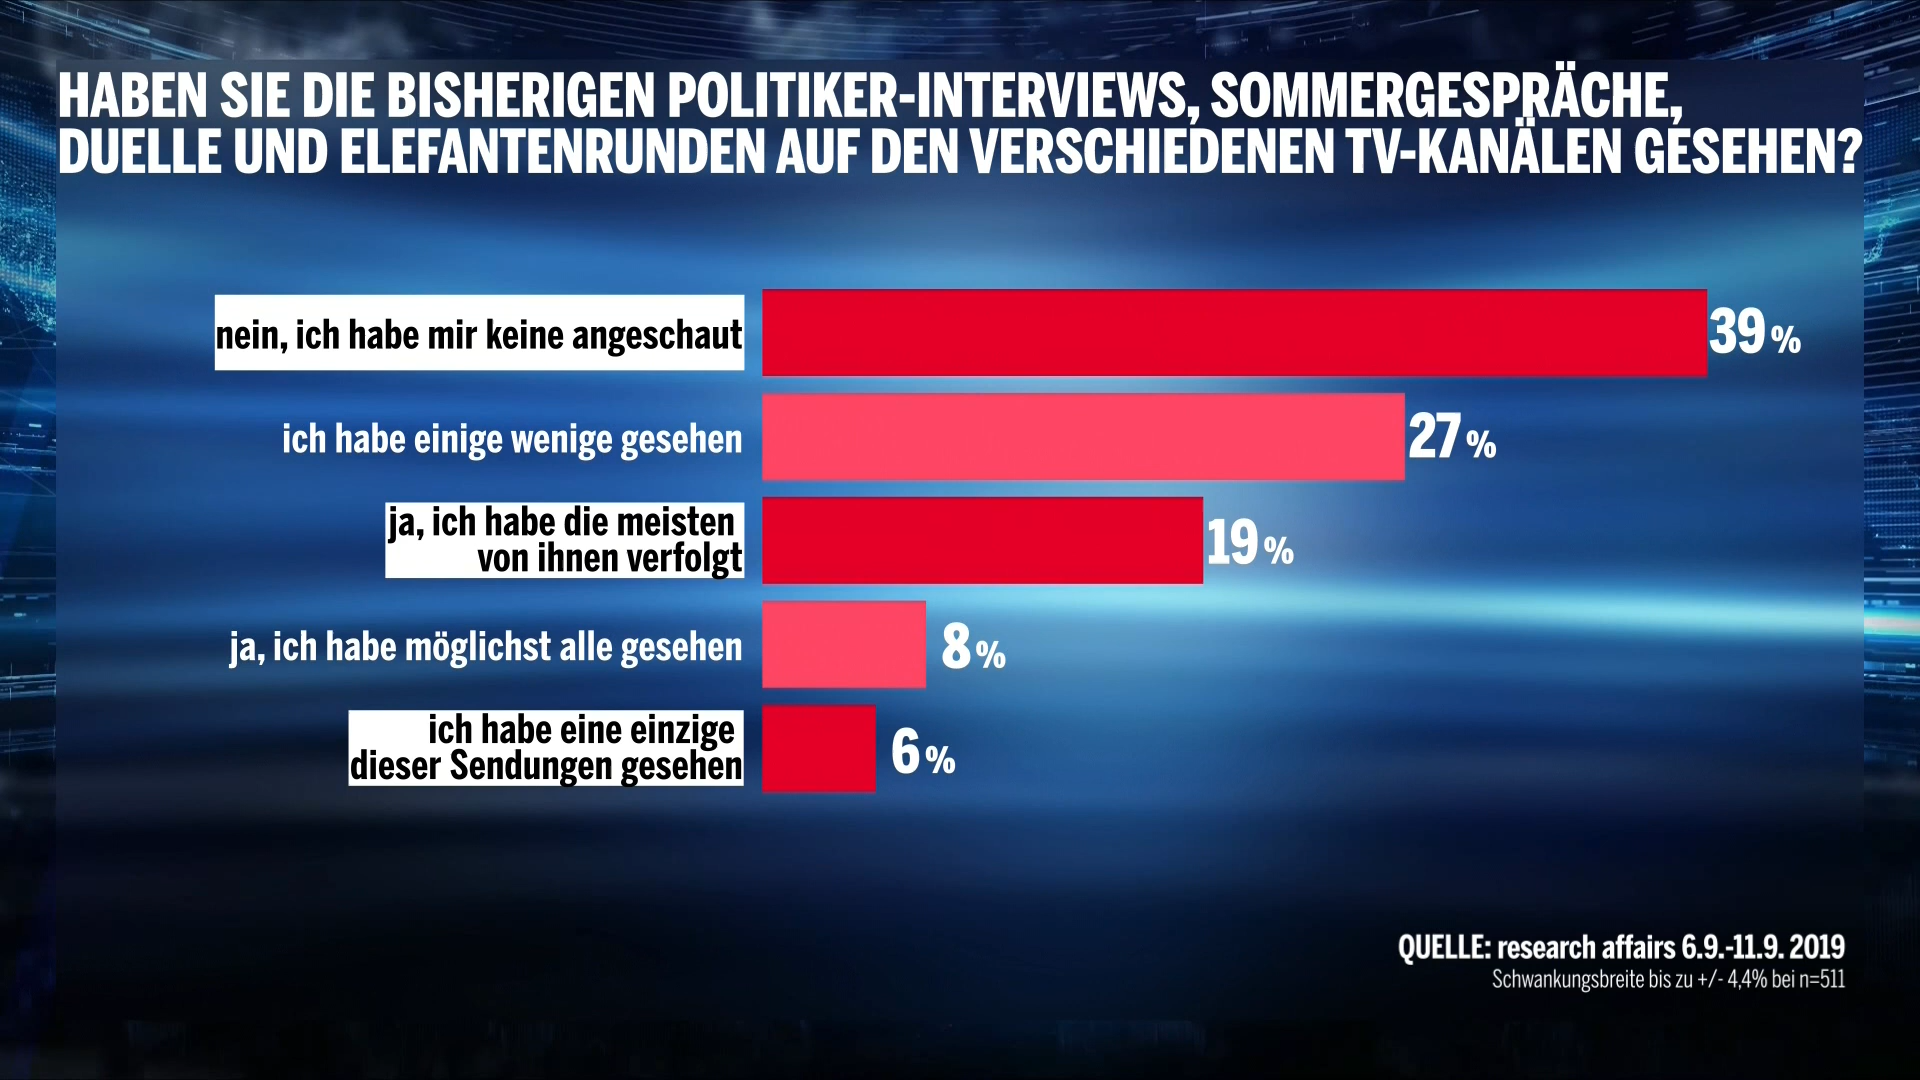 HABEN SIE DIE BISHERIGEN POLITIKER-INTERVIEWS, SOMMERGESPRÄCHE,
DUELLE UND ELEFANTENRUNDEN AUF DEN VERSCHIEDENEN TV-KANÄLEN GESEHEN?
nein, ich habe mir keine angeschaut
39 %
ich habe einige wenige gesehen
27 %
ja, ich habe die meisten
von ihnen verfolgt
19 %
ja, ich habe möglichst alle gesehen
8 %
ich habe eine einzige
dieser Sendungen gesehen
6 %
QUELLE: research affairs 6.9.-11.9. 2019
Schwankungsbreite bis zu +/- 4,4% bei n=511